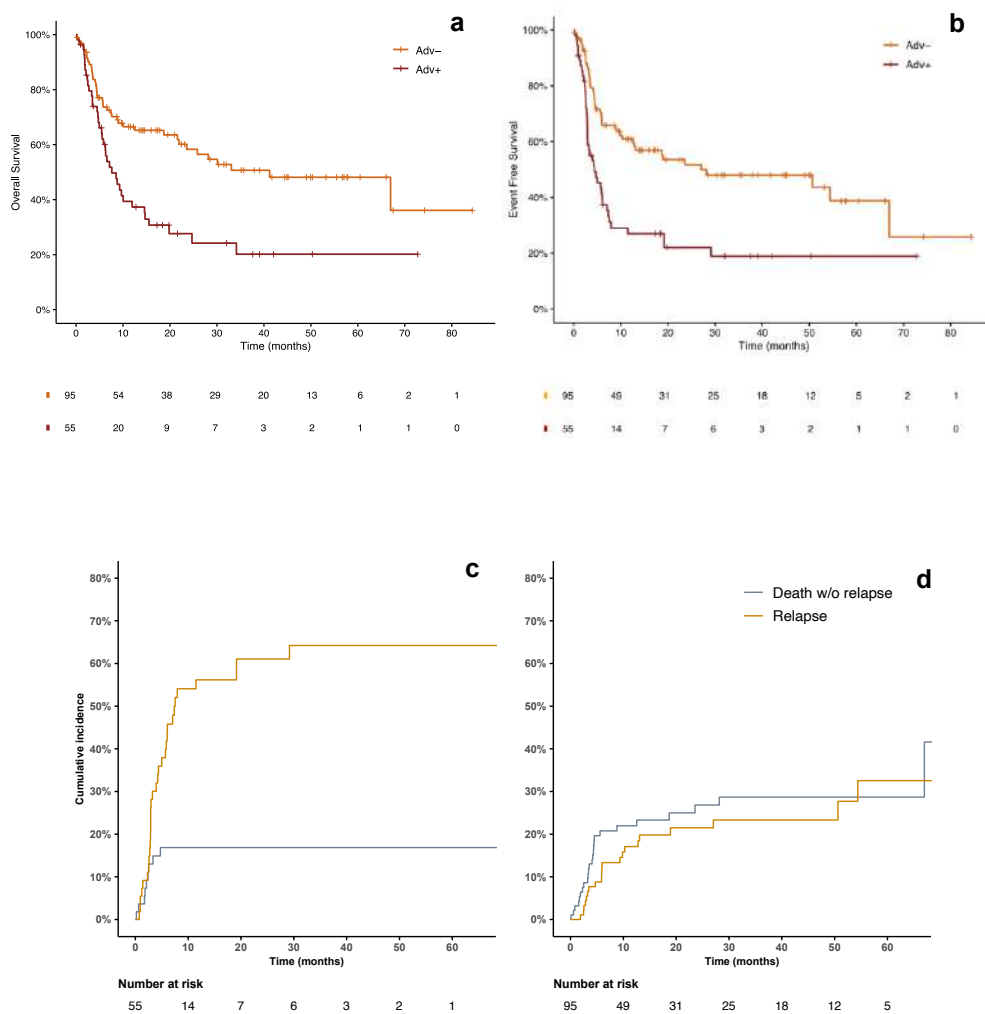 a
100%
80%
60%
40%
20%
0%
Overall Survival
Adv−
Adv+
0 10 20 30 40 50 60 70 80
Time (months)
95 54 38 29 20 13 6 2 1
55 20 9 7 3 2 1 1 0
b
100%
80%
60%
40%
20%
0%
Event Free Survival
Adv−
Adv+
0 10 20 30 40 50 60 70 80
Time (months)
95 49 31 25 18 12 5 2 1
55 14 7 6 3 2 1 1 0
c
80%
70%
60%
50%
40%
30%
20%
10%
0%
Cumulative incidence
0 10 20 30 40 50 60
Time (months)
Number at risk
55 14 7 6 3 2 1
d
80%
70%
60%
50%
40%
30%
20%
10%
0%
Death w/o relapse
Relapse
0 10 20 30 40 50 60
Time (months)
Number at risk
95 49 31 25 18 12 5